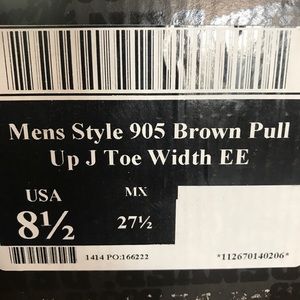 Mens Style 905 Brown Pull
Up J Toe Width EE
USA MX
8½ 27½
1414 PO:166222 *112670140206*